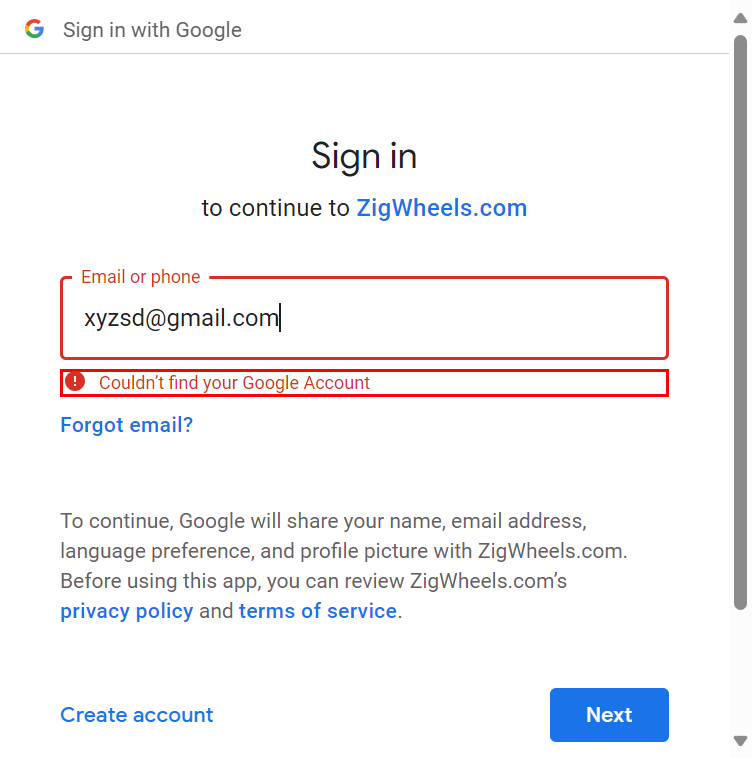 Sign in with Google
Sign in
to continue to ZigWheels.com
Email or phone
xyzsd@gmail.com
Couldn’t find your Google Account
Forgot email?
To continue, Google will share your name, email address,
language preference, and profile picture with ZigWheels.com.
Before using this app, you can review ZigWheels.com’s
privacy policy and terms of service.
Create account
Next